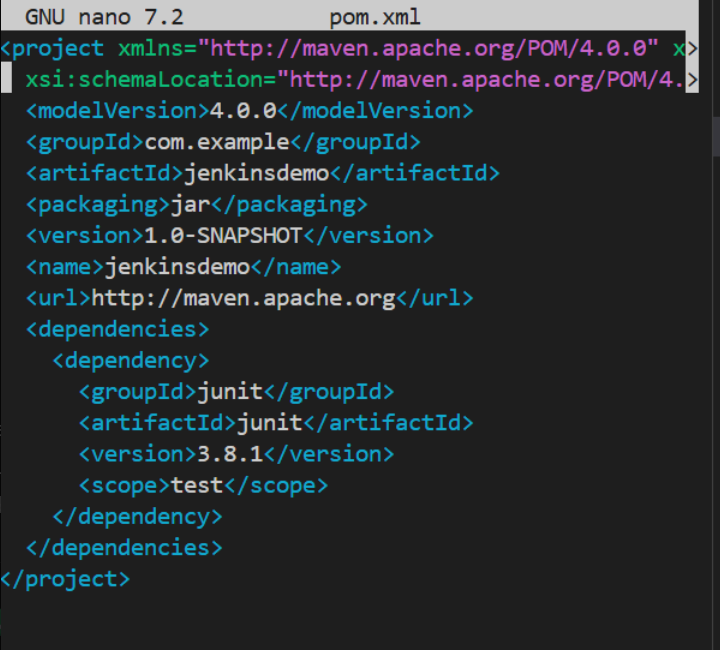 GNU nano 7.2 pom.xml
<project xmlns="http://maven.apache.org/POM/4.0.0" x>
  xsi:schemaLocation="http://maven.apache.org/POM/4.>
  <modelVersion>4.0.0</modelVersion>
  <groupId>com.example</groupId>
  <artifactId>jenkinsdemo</artifactId>
  <packaging>jar</packaging>
  <version>1.0-SNAPSHOT</version>
  <name>jenkinsdemo</name>
  <url>http://maven.apache.org</url>
  <dependencies>
    <dependency>
      <groupId>junit</groupId>
      <artifactId>junit</artifactId>
      <version>3.8.1</version>
      <scope>test</scope>
    </dependency>
  </dependencies>
</project>